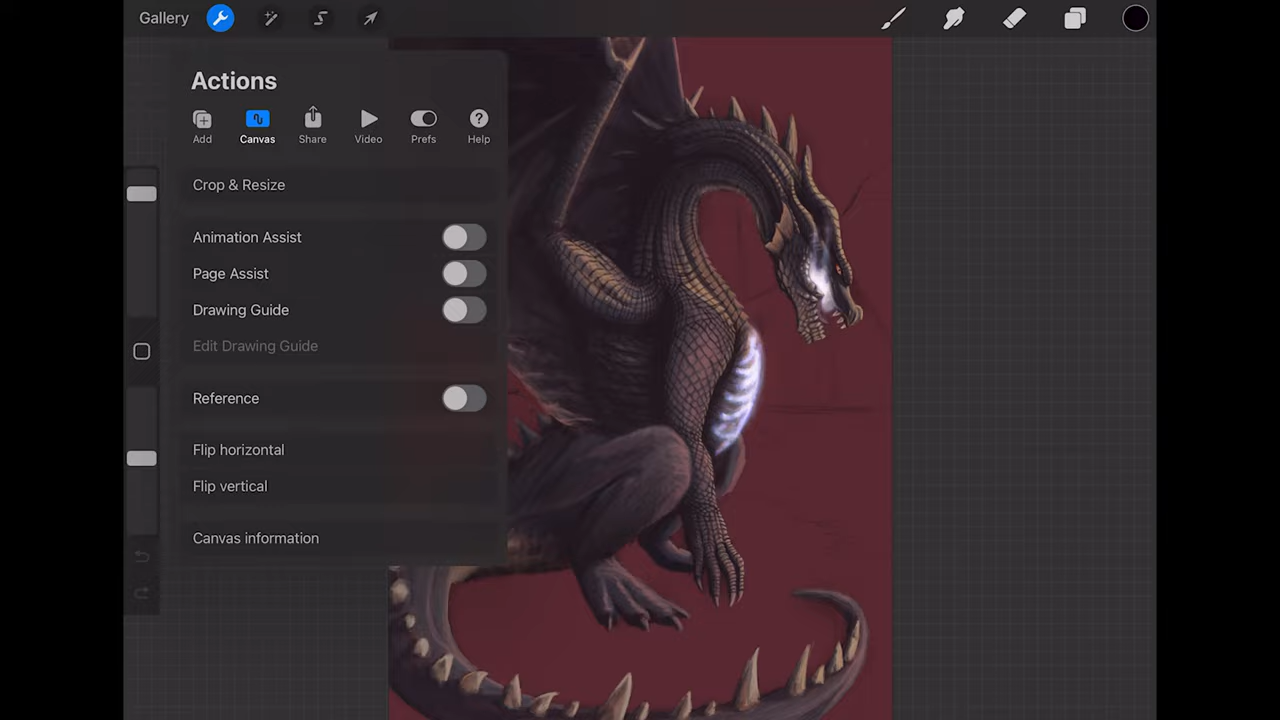 Gallery
Actions
Add Canvas Share Video Prefs Help
Crop & Resize
Animation Assist
Page Assist
Drawing Guide
Edit Drawing Guide
Reference
Flip horizontal
Flip vertical
Canvas information